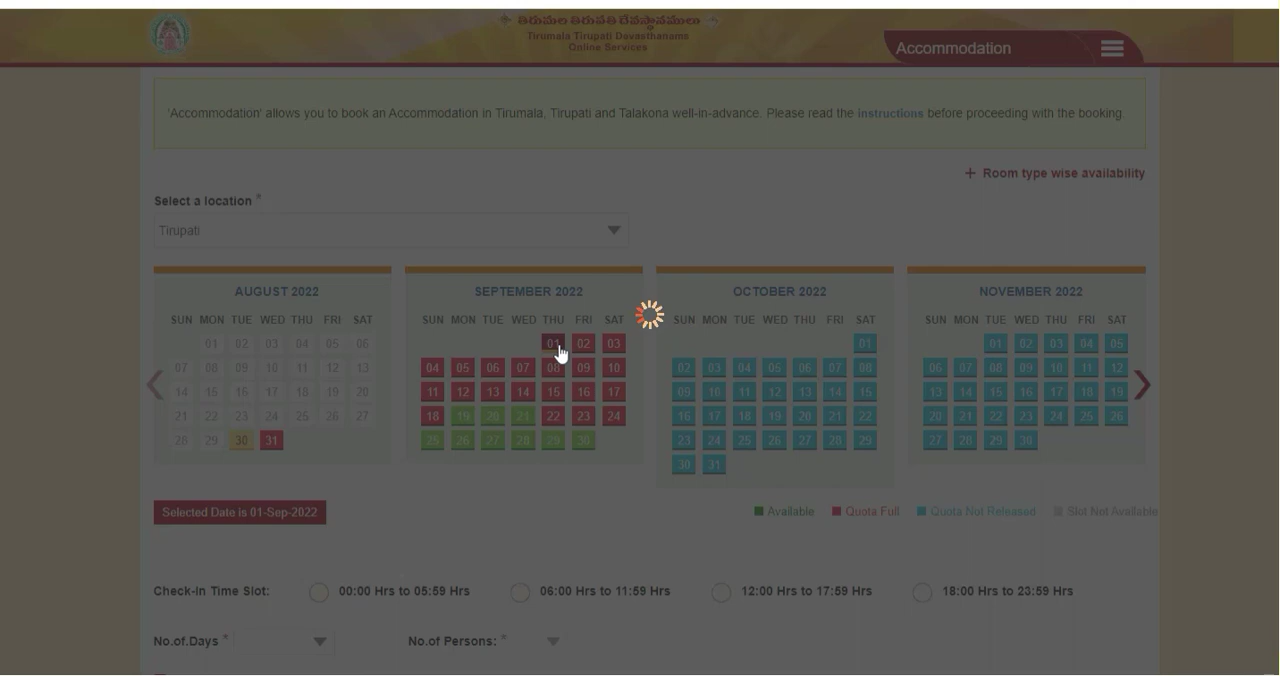 తిరుమల తిరుపతి దేవస్థానములు
Tirumala Tirupati Devasthanams
Online Services
Accommodation
'Accommodation' allows you to book an Accommodation in Tirumala, Tirupati and Talakona well-in-advance. Please read the instructions before proceeding with the booking
+ Room type wise availability
Select a location *
Tirupati
AUGUST 2022
SUN MON TUE WED THU FRI SAT
01 02 03 04 05 06
07 08 09 10 11 12 13
14 15 16 17 18 19 20
21 22 23 24 25 26 27
28 29 30 31
SEPTEMBER 2022
SUN MON TUE WED THU FRI SAT
01 02 03
04 05 06 07 08 09 10
11 12 13 14 15 16 17
18 19 20 21 22 23 24
25 26 27 28 29 30
OCTOBER 2022
SUN MON TUE WED THU FRI SAT
01
02 03 04 05 06 07 08
09 10 11 12 13 14 15
16 17 18 19 20 21 22
23 24 25 26 27 28 29
30 31
NOVEMBER 2022
SUN MON TUE WED THU FRI SAT
01 02 03 04 05
06 07 08 09 10 11 12
13 14 15 16 17 18 19
20 21 22 23 24 25 26
27 28 29 30
Selected Date is 01-Sep-2022
Available Quota Full Quota Not Released Slot Not Available
Check-In Time Slot: 00:00 Hrs to 05:59 Hrs 06:00 Hrs to 11:59 Hrs 12:00 Hrs to 17:59 Hrs 18:00 Hrs to 23:59 Hrs
No.of.Days * No.of Persons: *